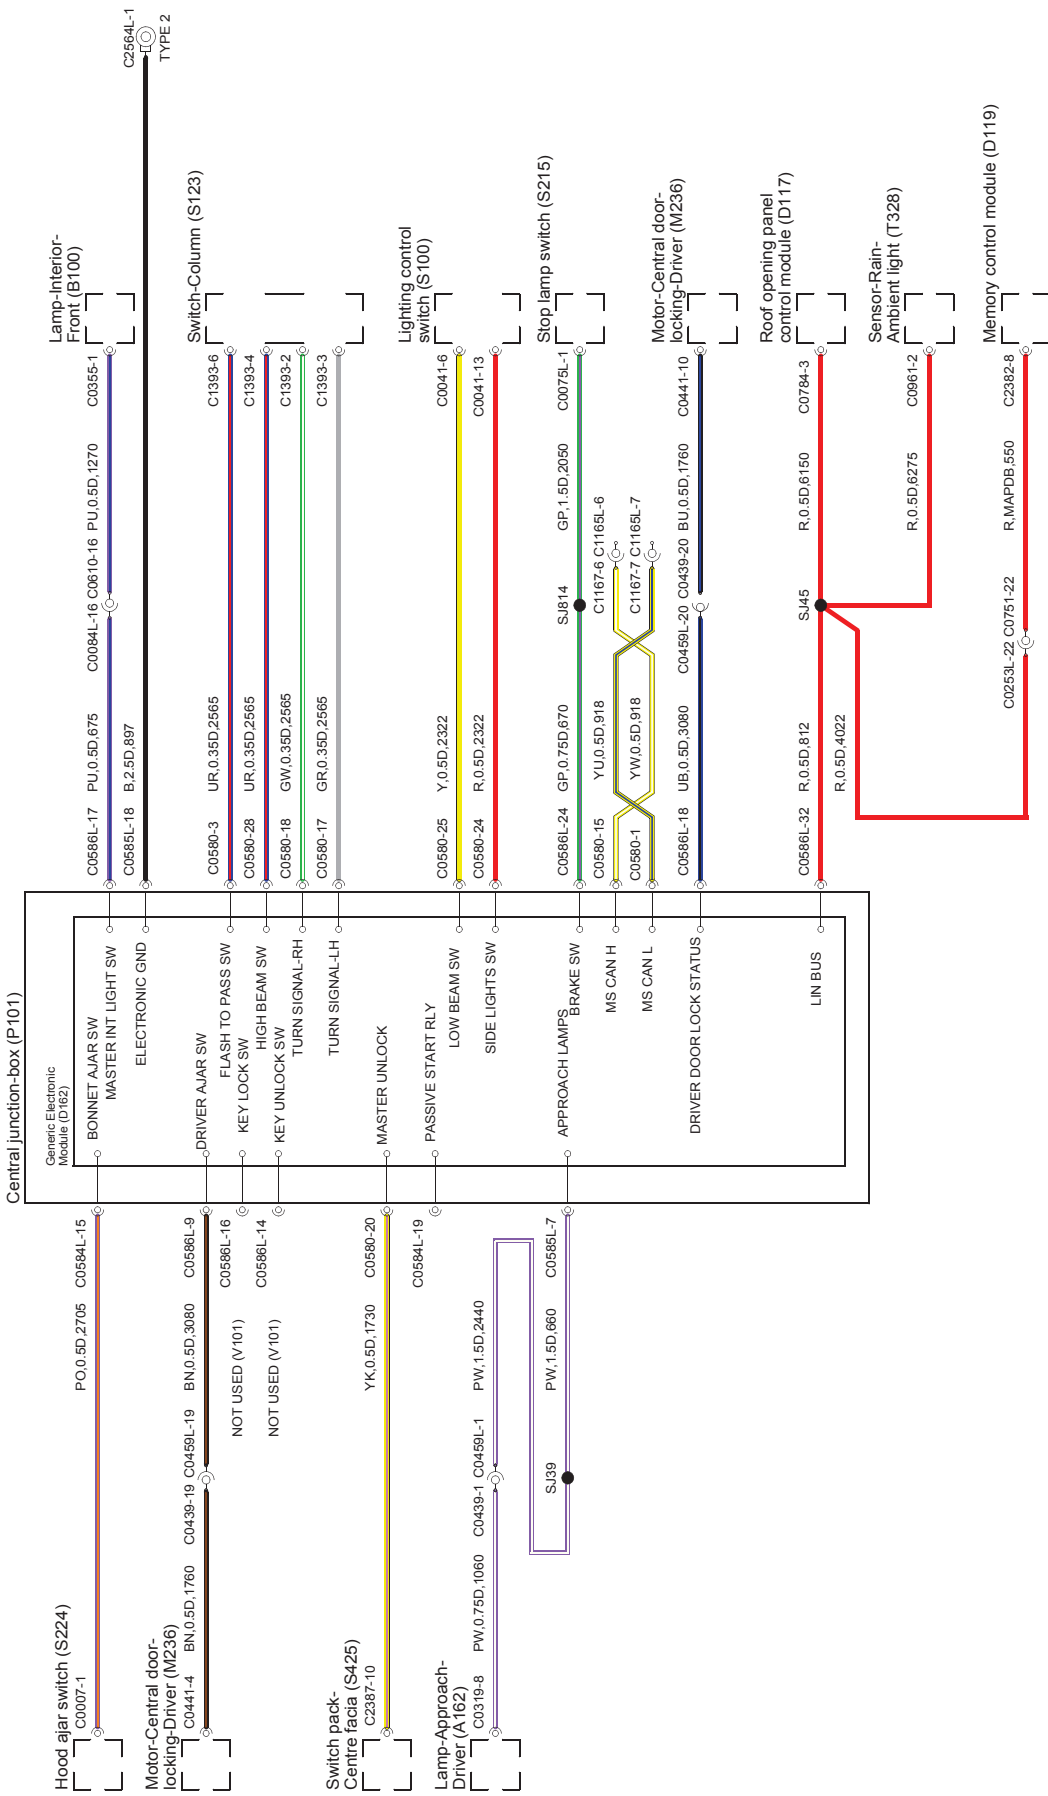 Hood ajar switch (S224)
C0007-1
PO,0.5D,2705
C0584L-15
Motor-Central door-
locking-Driver (M236)
C0441-4
BN,0.5D,1760
C0439-19
C0459L-19
BN,0.5D,3080
C0586L-9
C0586L-16
NOT USED (V101)
C0586L-14
NOT USED (V101)
Switch pack-
Centre facia (S425)
C2387-10
YK,0.5D,1730
C0580-20
C0584L-19
Lamp-Approach-
Driver (A162)
C0319-8
PW,0.75D,1060
C0439-1
C0459L-1
PW,1.5D,2440
SJ39
PW,1.5D,660
C0585L-7
Central junction-box (P101)
Generic Electronic
Module (D162)
BONNET AJAR SW
MASTER INT LIGHT SW
ELECTRONIC GND
DRIVER AJAR SW
FLASH TO PASS SW
KEY LOCK SW
HIGH BEAM SW
KEY UNLOCK SW
TURN SIGNAL-RH
TURN SIGNAL-LH
MASTER UNLOCK
PASSIVE START RLY
LOW BEAM SW
SIDE LIGHTS SW
APPROACH LAMPS
BRAKE SW
MS CAN H
MS CAN L
DRIVER DOOR LOCK STATUS
LIN BUS
C0586L-17
PU,0.5D,675
C0084L-16
C0610-16
PU,0.5D,1270
C0355-1
Lamp-Interior-
Front (B100)
C0585L-18
B,2.5D,897
C2564L-1
TYPE 2
C0580-3
UR,0.35D,2565
C1393-6
Switch-Column (S123)
C0580-28
UR,0.35D,2565
C1393-4
C0580-18
GW,0.35D,2565
C1393-2
C0580-17
GR,0.35D,2565
C1393-3
C0580-25
Y,0.5D,2322
C0041-6
Lighting control
switch (S100)
C0580-24
R,0.5D,2322
C0041-13
C0586L-24
GP,0.75D,670
SJ814
GP,1.5D,2050
C0075L-1
Stop lamp switch (S215)
C0580-15
YU,0.5D,918
C1167-6
C1165L-6
C0580-1
YW,0.5D,918
C1167-7
C1165L-7
C0586L-18
UB,0.5D,3080
C0459L-20
C0439-20
BU,0.5D,1760
C0441-10
Motor-Central door-
locking-Driver (M236)
C0586L-32
R,0.5D,812
SJ45
R,0.5D,6150
C0784-3
Roof opening panel
control module (D117)
R,0.5D,4022
R,0.5D,6275
C0961-2
Sensor-Rain-
Ambient light (T328)
C0253L-22
C0751-22
R,MAPDB,550
C2382-8
Memory control module (D119)